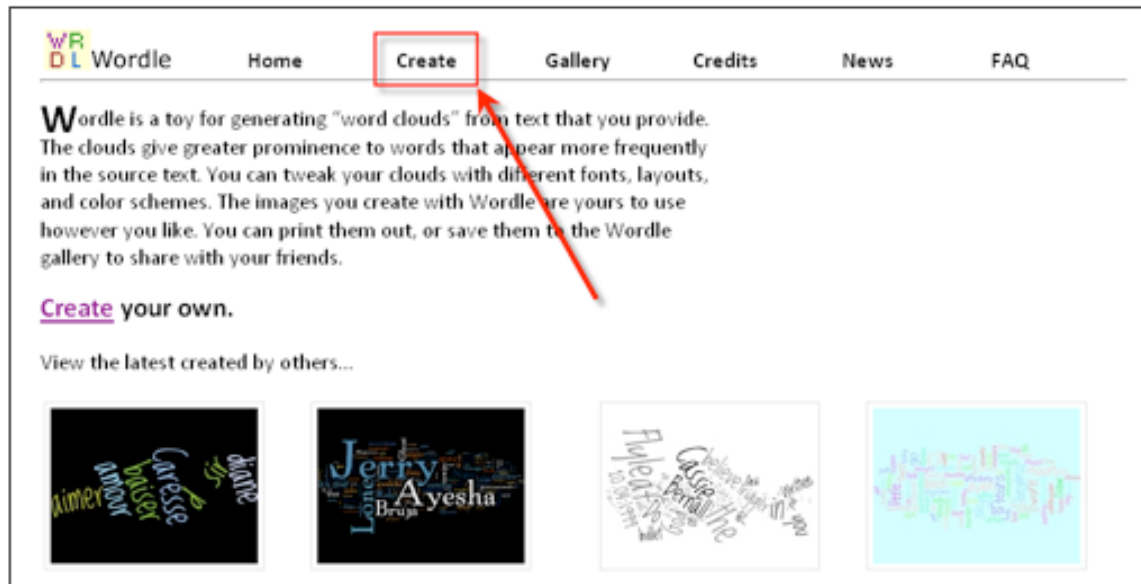 WR
DL Wordle Home Create Gallery Credits News FAQ
Wordle is a toy for generating "word clouds" from text that you provide.
The clouds give greater prominence to words that appear more frequently
in the source text. You can tweak your clouds with different fonts, layouts,
and color schemes. The images you create with Wordle are yours to use
however you like. You can print them out, or save them to the Wordle
gallery to share with your friends.
Create your own.
View the latest created by others...
aimer amour baiser Caresse diane
Jerry Ayesha Bruja
Cassie the believe in you